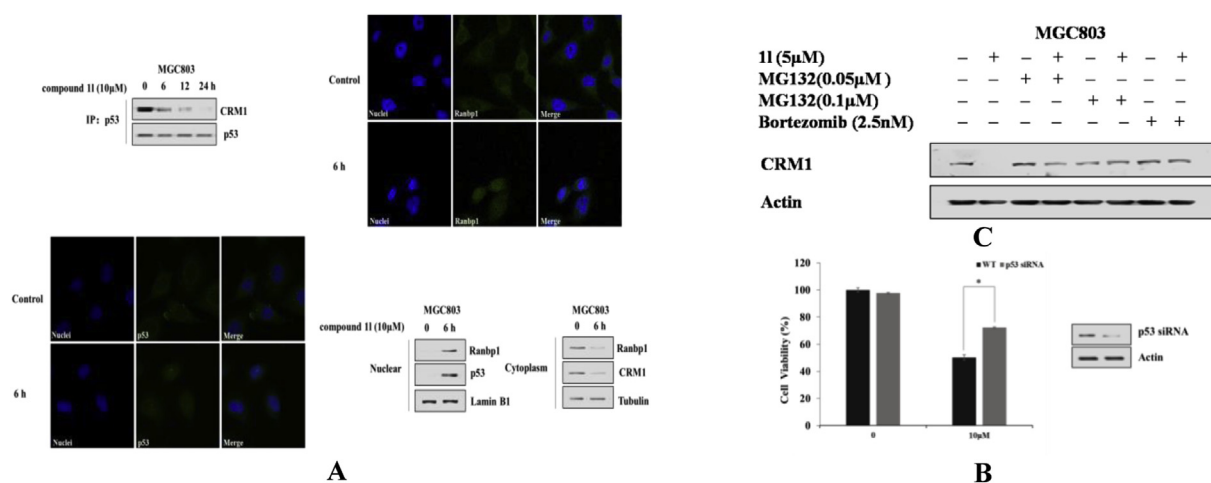 MGC803
compound 1l (10μM)
0 6 12 24 h
IP: p53
CRM1
p53
Control
Nuclei
Ranbp1
Merge
6 h
Nuclei
Ranbp1
Merge
Control
Nuclei
p53
Merge
6 h
Nuclei
p53
Merge
MGC803
compound 1l (10μM)
0 6 h
Nuclear
Ranbp1
p53
Lamin B1
MGC803
0 6 h
Cytoplasm
Ranbp1
CRM1
Tubulin
A
MGC803
1l (5μM) – + – + – + – +
MG132(0.05μM) – – + + – – – –
MG132(0.1μM) – – – – + + – –
Bortezomib (2.5nM) – – – – – – + +
CRM1
Actin
C
WT p53 siRNA
*
Cell Viability (%)
120
100
80
60
40
20
0
0 10μM
p53 siRNA
Actin
B